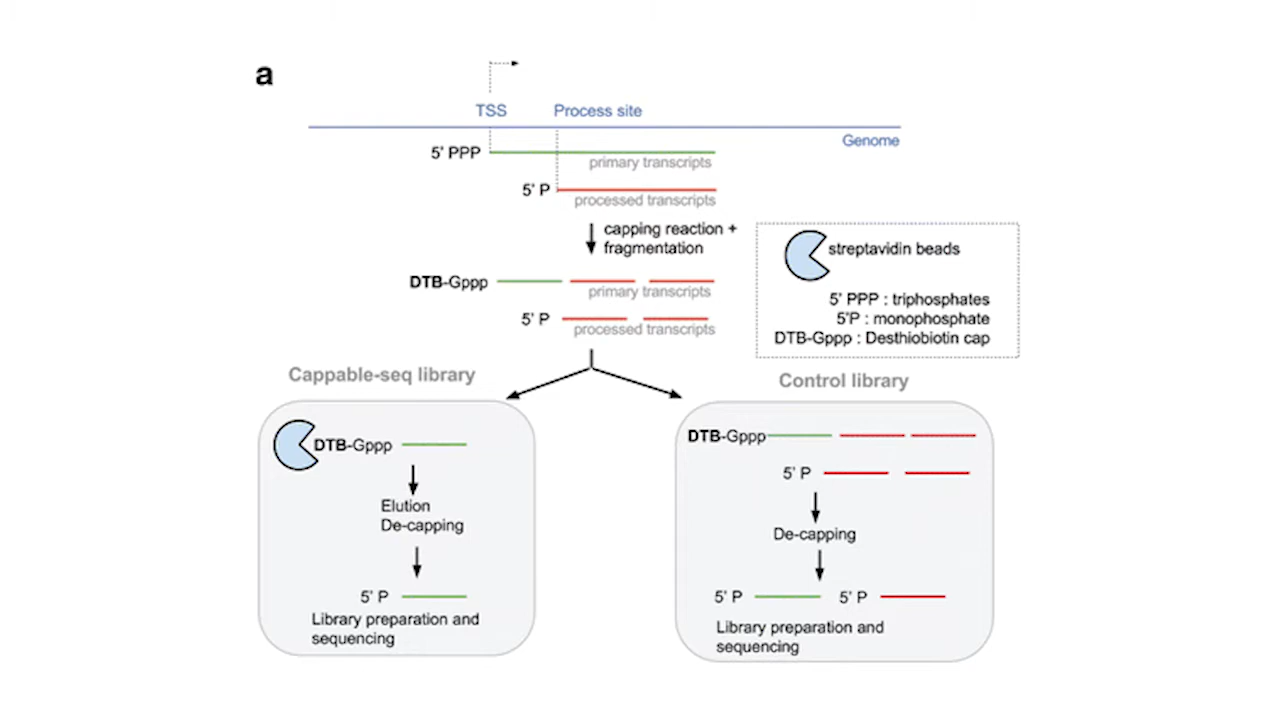 a
TSS
Process site
Genome
5' PPP
primary transcripts
5' P
processed transcripts
capping reaction +
fragmentation
streptavidin beads
5' PPP : triphosphates
5'P : monophosphate
DTB-Gppp : Desthiobiotin cap
DTB-Gppp
primary transcripts
5' P
processed transcripts
Cappable-seq library
DTB-Gppp
Elution
De-capping
5' P
Library preparation and
sequencing
Control library
DTB-Gppp
5' P
De-capping
5' P
5' P
Library preparation and
sequencing